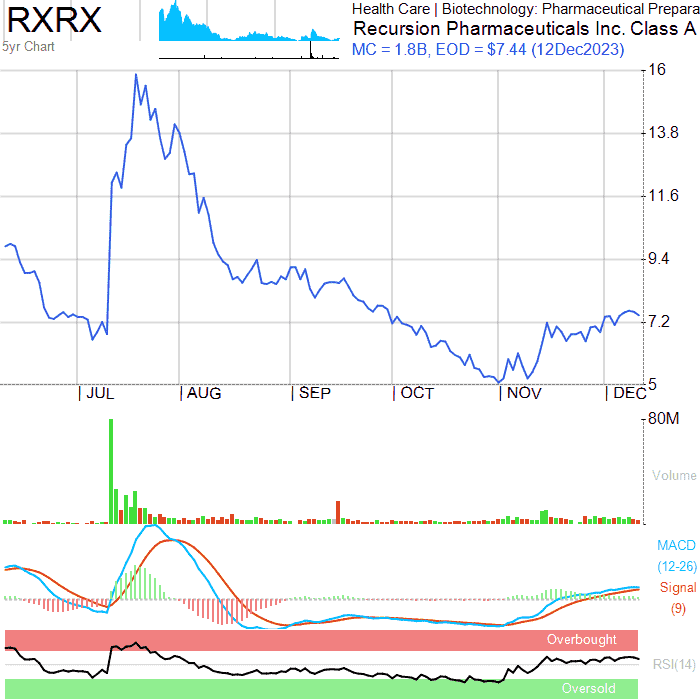 RXRX
5yr Chart
Health Care | Biotechnology: Pharmaceutical Prepara
Recursion Pharmaceuticals Inc. Class A
MC = 1.8B, EOD = $7.44 (12Dec2023)
16
13.8
11.6
9.4
7.2
5
JUL AUG SEP OCT NOV DEC
80M
Volume
MACD
(12-26)
Signal
(9)
Overbought
RSI(14)
Oversold